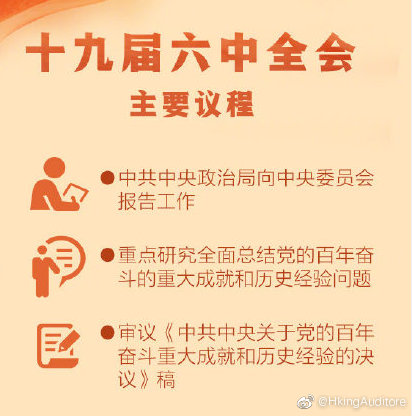 十九届六中全会
主要议程
●中共中央政治局向中央委员会
报告工作
●重点研究全面总结党的百年奋
斗的重大成就和历史经验问题
●审议《中共中央关于党的百年
奋斗重大成就和历史经验的决
议》稿
@HkingAuditore